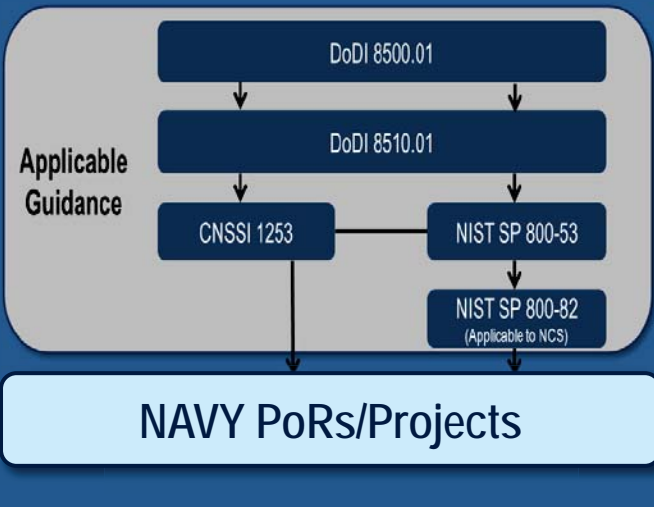 DoDI 8500.01
DoDI 8510.01
Applicable
Guidance
CNSSI 1253
NIST SP 800-53
NIST SP 800-82
(Applicable to NCS)
NAVY PoRs/Projects